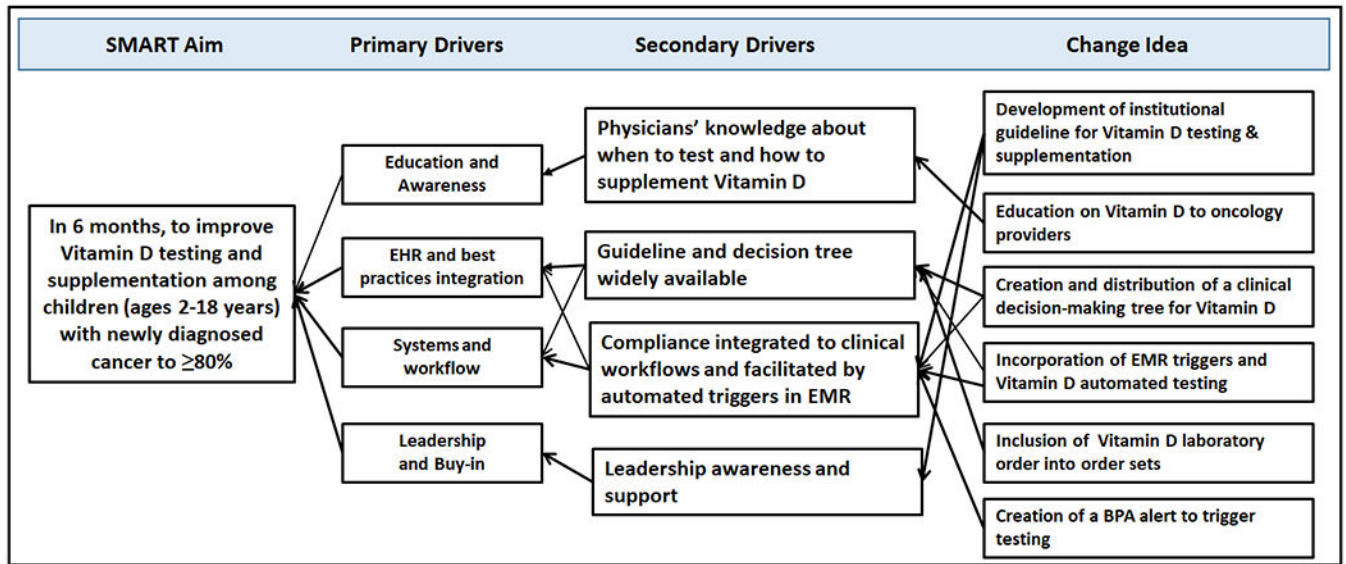 SMART Aim
Primary Drivers
Secondary Drivers
Change Idea
In 6 months, to improve
Vitamin D testing and
supplementation among
children (ages 2-18 years)
with newly diagnosed
cancer to ≥80%
Education and
Awareness
EHR and best
practices integration
Systems and
workflow
Leadership
and Buy-in
Physicians’ knowledge about
when to test and how to
supplement Vitamin D
Guideline and decision tree
widely available
Compliance integrated to clinical
workflows and facilitated by
automated triggers in EMR
Leadership awareness and
support
Development of institutional
guideline for Vitamin D testing &
supplementation
Education on Vitamin D to oncology
providers
Creation and distribution of a clinical
decision-making tree for Vitamin D
Incorporation of EMR triggers and
Vitamin D automated testing
Inclusion of Vitamin D laboratory
order into order sets
Creation of a BPA alert to trigger
testing